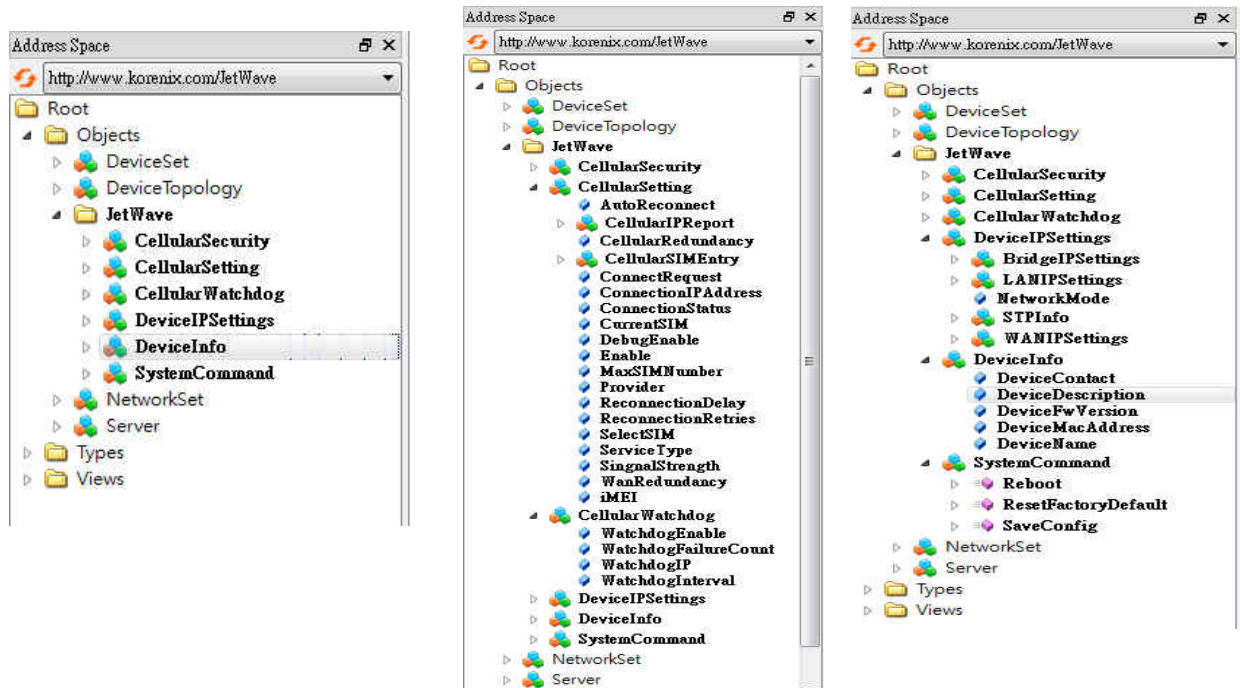 Address Space
http://www.korenix.com/JetWave
Root
Objects
DeviceSet
DeviceTopology
JetWave
CellularSecurity
CellularSetting
CellularWatchdog
DeviceIPSettings
DeviceInfo
SystemCommand
NetworkSet
Server
Types
Views
Address Space
http://www.korenix.com/JetWave
Root
Objects
DeviceSet
DeviceTopology
JetWave
CellularSecurity
CellularSetting
AutoReconnect
CellularIPReport
CellularRedundancy
CellularSIMEntry
ConnectRequest
ConnectionIPAddress
ConnectionStatus
CurrentSIM
DebugEnable
Enable
MaxSIMNumber
Provider
ReconnectionDelay
ReconnectionRetries
SelectSIM
ServiceType
SingnalStrength
WanRedundancy
iMEI
CellularWatchdog
WatchdogEnable
WatchdogFailureCount
WatchdogIP
WatchdogInterval
DeviceIPSettings
DeviceInfo
SystemCommand
NetworkSet
Server
Address Space
http://www.korenix.com/JetWave
Root
Objects
DeviceSet
DeviceTopology
JetWave
CellularSecurity
CellularSetting
CellularWatchdog
DeviceIPSettings
BridgeIPSettings
LANIPSettings
NetworkMode
STPInfo
WANIPSettings
DeviceInfo
DeviceContact
DeviceDescription
DeviceFwVersion
DeviceMacAddress
DeviceName
SystemCommand
Reboot
ResetFactoryDefault
SaveConfig
NetworkSet
Server
Types
Views